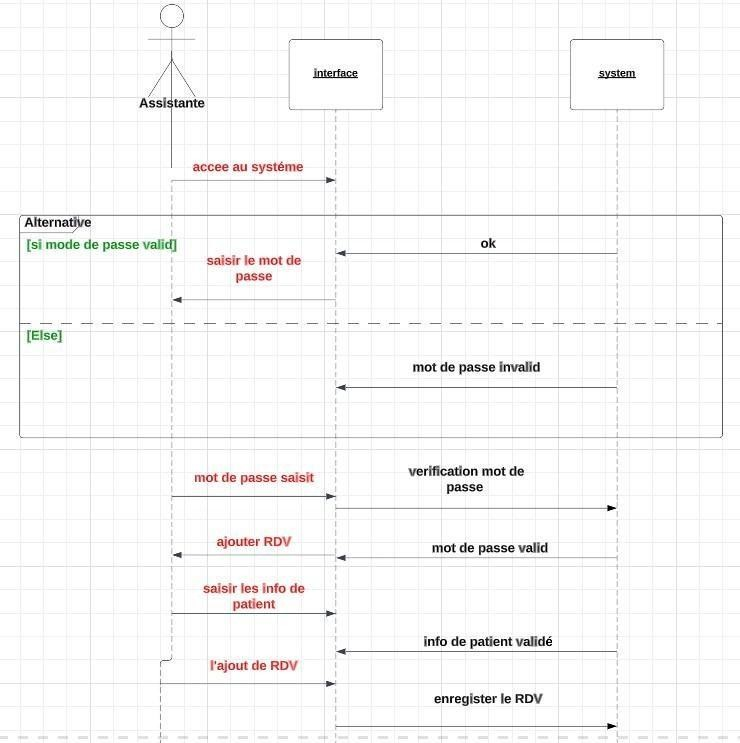 Assistante
interface
system
accee au systéme
Alternative
[si mode de passe valid]
ok
saisir le mot de
passe
[Else]
mot de passe invalid
mot de passe saisit
verification mot de
passe
ajouter RDV
mot de passe valid
saisir les info de
patient
info de patient validé
l'ajout de RDV
enregister le RDV